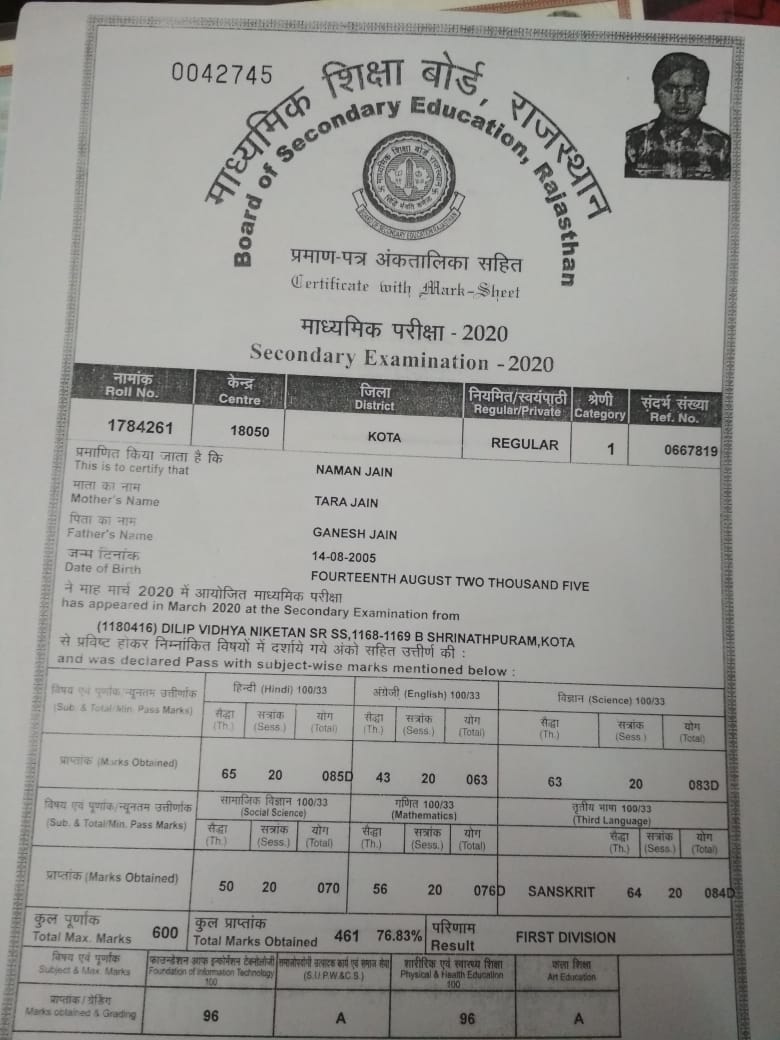 0042745
माध्यमिक शिक्षा बोर्ड, राजस्थान
Board of Secondary Education, Rajasthan
प्रमाण-पत्र अंकतालिका सहित
Certificate with Mark-Sheet
माध्यमिक परीक्षा - 2020
Secondary Examination - 2020
नामांक केन्द्र जिला नियमित/स्वयंपाठी श्रेणी संदर्भ संख्या
Roll No. Centre District Regular/Private Category Ref. No.
1784261 18050 KOTA REGULAR 1 0667819
प्रमाणित किया जाता है कि
This is to certify that NAMAN JAIN
माता का नाम
Mother's Name TARA JAIN
पिता का नाम
Father's Name GANESH JAIN
जन्म दिनांक 14-08-2005
Date of Birth FOURTEENTH AUGUST TWO THOUSAND FIVE
ने माह मार्च 2020 में आयोजित माध्यमिक परीक्षा
has appeared in March 2020 at the Secondary Examination from
(1180416) DILIP VIDHYA NIKETAN SR SS,1168-1169 B SHRINATHPURAM,KOTA
से प्रविष्ट होकर निम्नांकित विषयों में दर्शाये गये अंको सहित उत्तीर्ण की :
and was declared Pass with subject-wise marks mentioned below :
विषय एवं पूर्णांक/न्यूनतम उत्तीर्णांक हिन्दी (Hindi) 100/33 अंग्रेजी (English) 100/33 विज्ञान (Science) 100/33
(Sub. & Total/Min. Pass Marks) सैद्धा सत्रांक योग सैद्धा सत्रांक योग सैद्धा सत्रांक योग
(Th.) (Sess.) (Total) (Th.) (Sess.) (Total) (Th.) (Sess.) (Total)
प्राप्तांक (Marks Obtained) 65 20 085D 43 20 063 63 20 083D
विषय एवं पूर्णांक/न्यूनतम उत्तीर्णांक सामाजिक विज्ञान 100/33 गणित 100/33 तृतीय भाषा 100/33
(Sub. & Total/Min. Pass Marks) (Social Science) (Mathematics) (Third Language)
सैद्धा सत्रांक योग सैद्धा सत्रांक योग सैद्धा सत्रांक योग
(Th.) (Sess.) (Total) (Th.) (Sess.) (Total) (Th.) (Sess.) (Total)
प्राप्तांक (Marks Obtained) 50 20 070 56 20 076D SANSKRIT 64 20 084D
कुल पूर्णांक 600 कुल प्राप्तांक 461 76.83% परिणाम FIRST DIVISION
Total Max. Marks Total Marks Obtained Result
विषय एवं पूर्णांक फाउन्डेशन आफ इन्फोर्मेशन टेक्नोलोजी समाजोपयोगी उत्पादक कार्य एवं समाज सेवा शारीरिक एवं स्वास्थ्य शिक्षा कला शिक्षा
Subject & Max. Marks Foundation of Information Technology (S.U.P.W.&C.S.) Physical & Health Education Art Education
100 100
प्राप्तांक / ग्रेडिंग
Marks obtained & Grading 96 A 96 A